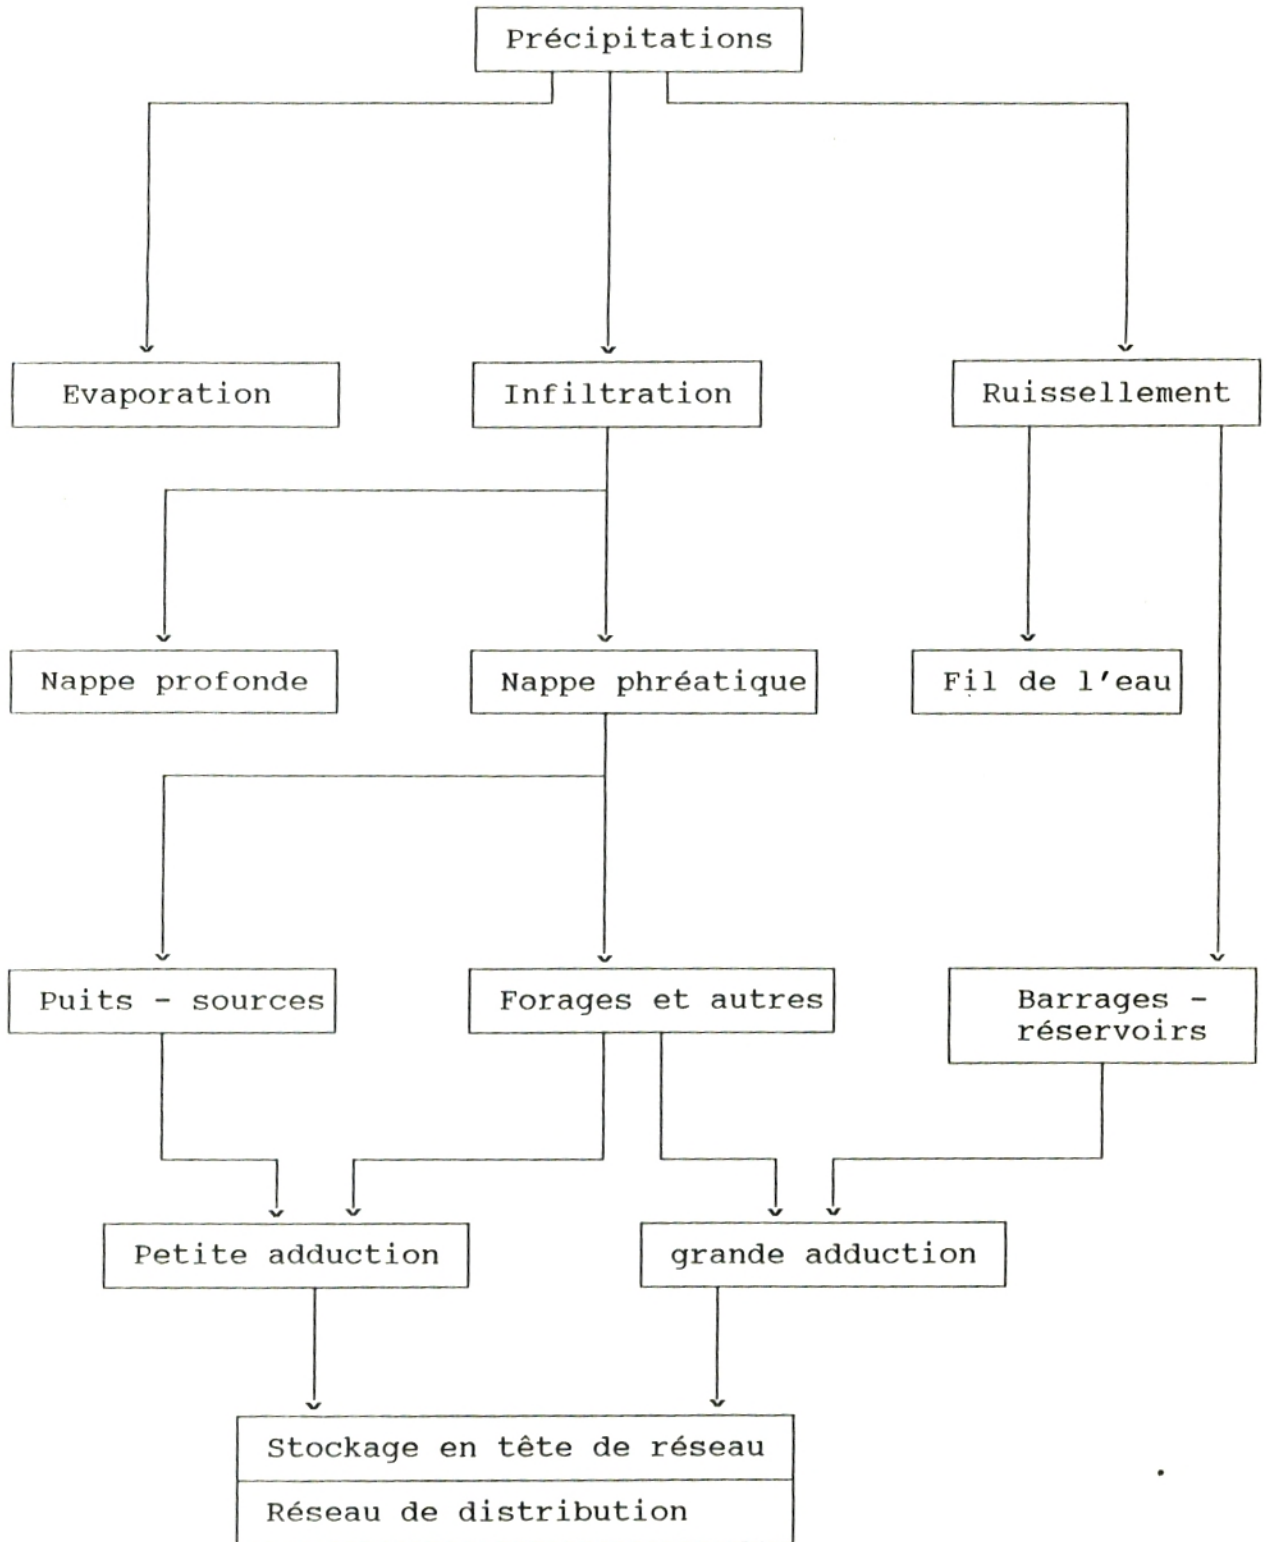 Précipitations
Evaporation
Infiltration
Ruissellement
Nappe profonde
Nappe phréatique
Fil de l'eau
Puits - sources
Forages et autres
Barrages -
réservoirs
Petite adduction
grande adduction
Stockage en tête de réseau
Réseau de distribution